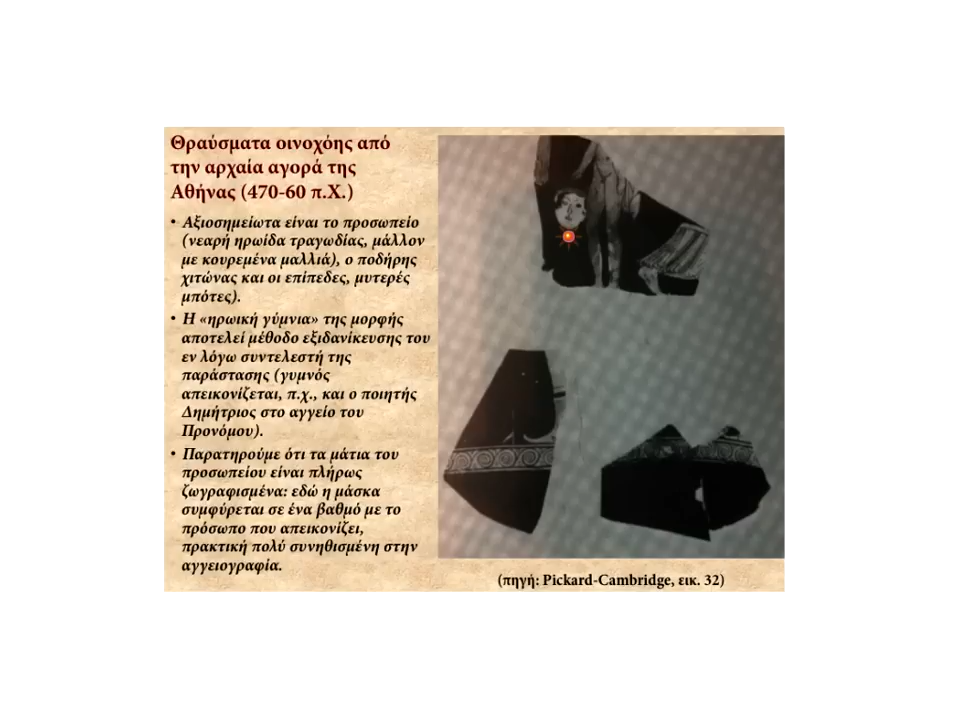 Θραύσματα οινοχόης από
την αρχαία αγορά της
Αθήνας (470-60 π.Χ.)
• Αξιοσημείωτα είναι το προσωπείο
(νεαρή ηρωίδα τραγωδίας, μάλλον
με κουρεμένα μαλλιά), ο ποδήρης
χιτώνας και οι επίπεδες, μυτερές
μπότες).
• Η «ηρωική γύμνια» της μορφής
αποτελεί μέθοδο εξιδανίκευσης του
εν λόγω συντελεστή της
παράστασης (γυμνός
απεικονίζεται, π.χ., και ο ποιητής
Δημήτριος στο αγγείο του
Προνόμου).
• Παρατηρούμε ότι τα μάτια του
προσωπείου είναι πλήρως
ζωγραφισμένα: εδώ η μάσκα
συμφύρεται σε ένα βαθμό με το
πρόσωπο που απεικονίζει,
πρακτική πολύ συνηθισμένη στην
αγγειογραφία.
(πηγή: Pickard-Cambridge, εικ. 32)